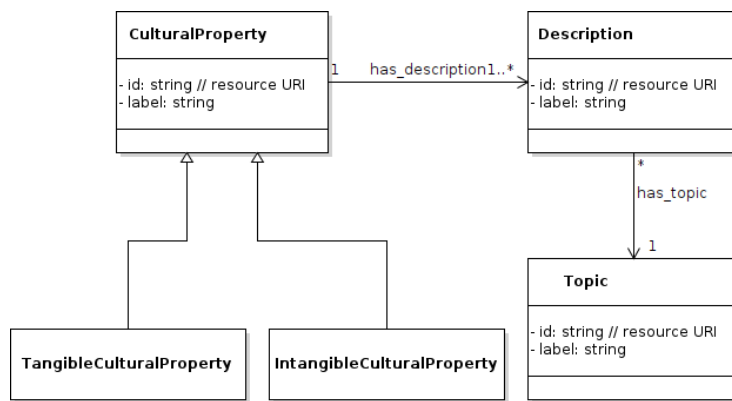 CulturalProperty
- id: string // resource URI
- label: string
1
has_description1..*
Description
- id: string // resource URI
- label: string
*
has_topic
1
Topic
- id: string // resource URI
- label: string
TangibleCulturalProperty
IntangibleCulturalProperty